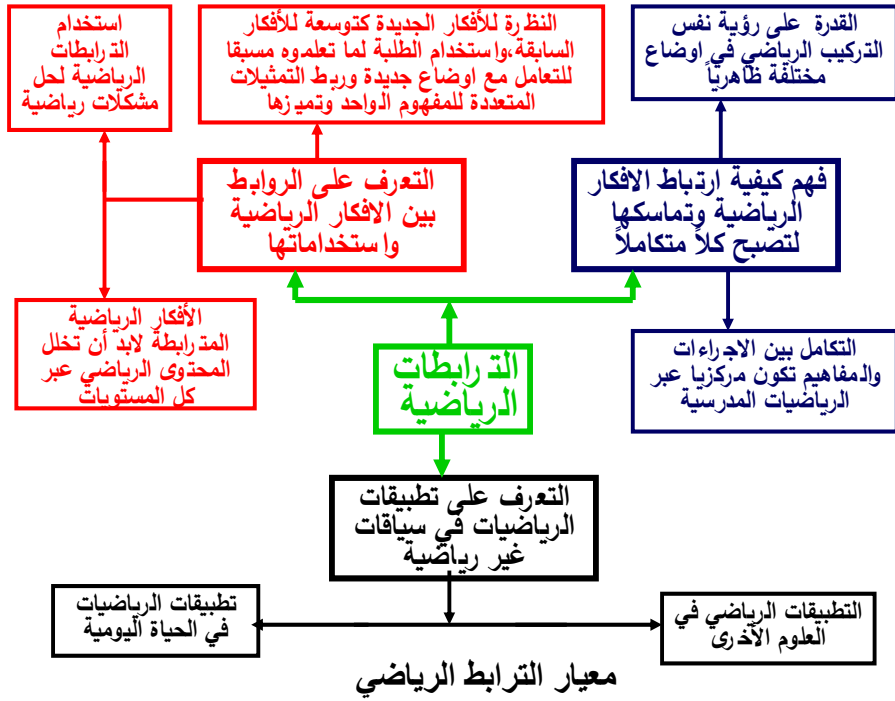 القدرة على رؤية نفس
التركيب الرياضي في اوضاع
مختلفة ظاهرياً
النظرة للأفكار الجديدة كتوسعة للأفكار
السابقة،واستخدام الطلبة لما تعلموه مسبقا
للتعامل مع اوضاع جديدة وربط التمثيلات
المتعددة للمفهوم الواحد وتميزها
استخدام
الترابطات
الرياضية لحل
مشكلات رياضية
فهم كيفية ارتباط الافكار
الرياضية وتماسكها
لتصبح كلاً متكاملاً
التعرف على الروابط
بين الافكار الرياضية
واستخداماتها
التكامل بين الاجراءات
والمفاهيم تكون مركزيا عبر
الرياضيات المدرسية
الترابطات
الرياضية
الأفكار الرياضية
المترابطة لابد أن تخلل
المحتوى الرياضي عبر
كل المستويات
التعرف على تطبيقات
الرياضيات في سياقات
غير رياضية
التطبيقات الرياضي في
العلوم الأخرى
تطبيقات الرياضيات
في الحياة اليومية
معيار الترابط الرياضي